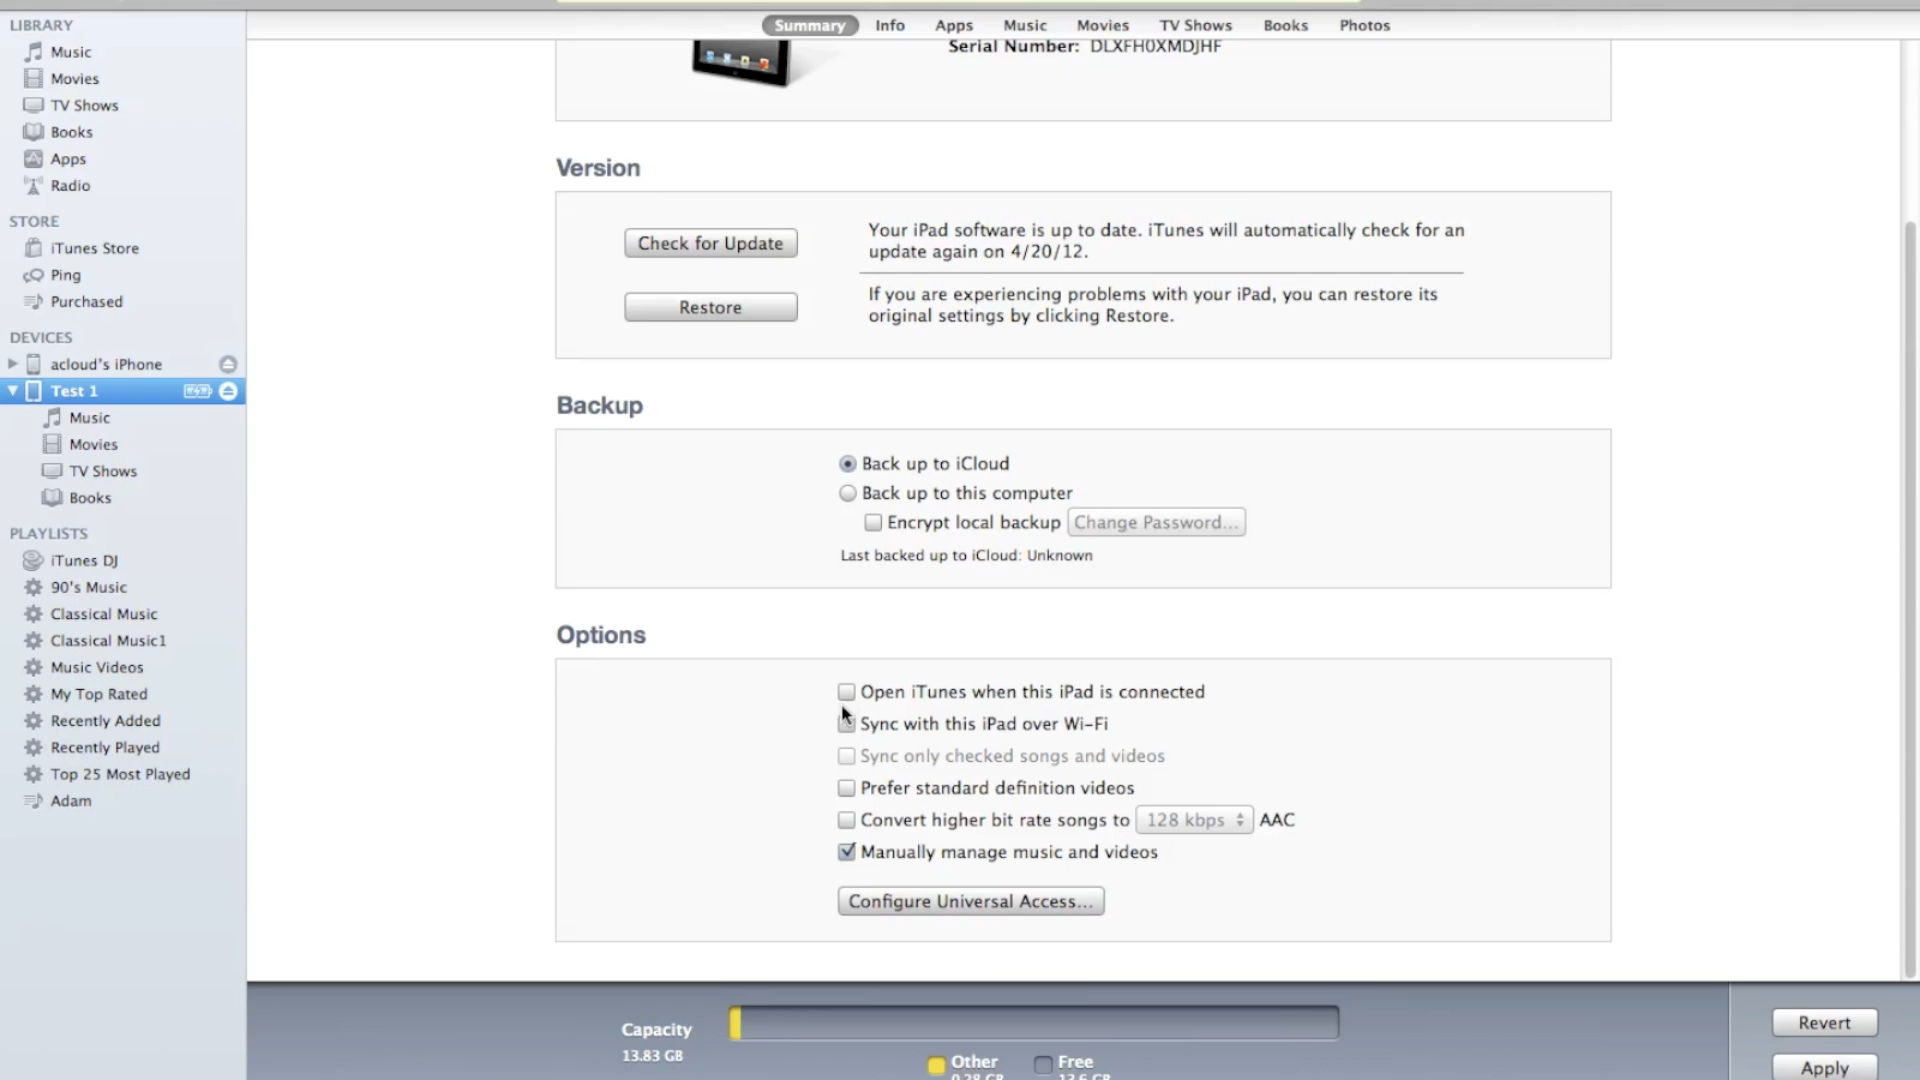 LIBRARY
Music
Movies
TV Shows
Books
Apps
Radio
STORE
iTunes Store
Ping
Purchased
DEVICES
acloud's iPhone
Test 1
Music
Movies
TV Shows
Books
PLAYLISTS
iTunes DJ
90's Music
Classical Music
Classical Music1
Music Videos
My Top Rated
Recently Added
Recently Played
Top 25 Most Played
Adam
Summary Info Apps Music Movies TV Shows Books Photos
Serial Number: DLXFH0XMDJHF
Version
Check for Update
Your iPad software is up to date. iTunes will automatically check for an
update again on 4/20/12.
Restore
If you are experiencing problems with your iPad, you can restore its
original settings by clicking Restore.
Backup
Back up to iCloud
Back up to this computer
Encrypt local backup Change Password...
Last backed up to iCloud: Unknown
Options
Open iTunes when this iPad is connected
Sync with this iPad over Wi-Fi
Sync only checked songs and videos
Prefer standard definition videos
Convert higher bit rate songs to 128 kbps AAC
Manually manage music and videos
Configure Universal Access...
Capacity
13.83 GB
Other
0.28 GB
Free
13.6 GB
Revert
Apply